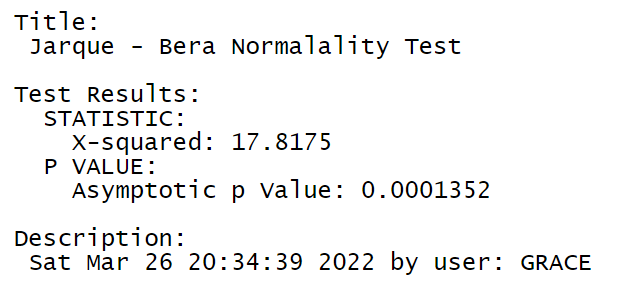 Title:
Jarque - Bera Normalality Test
Test Results:
STATISTIC:
X-squared: 17.8175
P VALUE:
Asymptotic p Value: 0.0001352
Description:
Sat Mar 26 20:34:39 2022 by user: GRACE